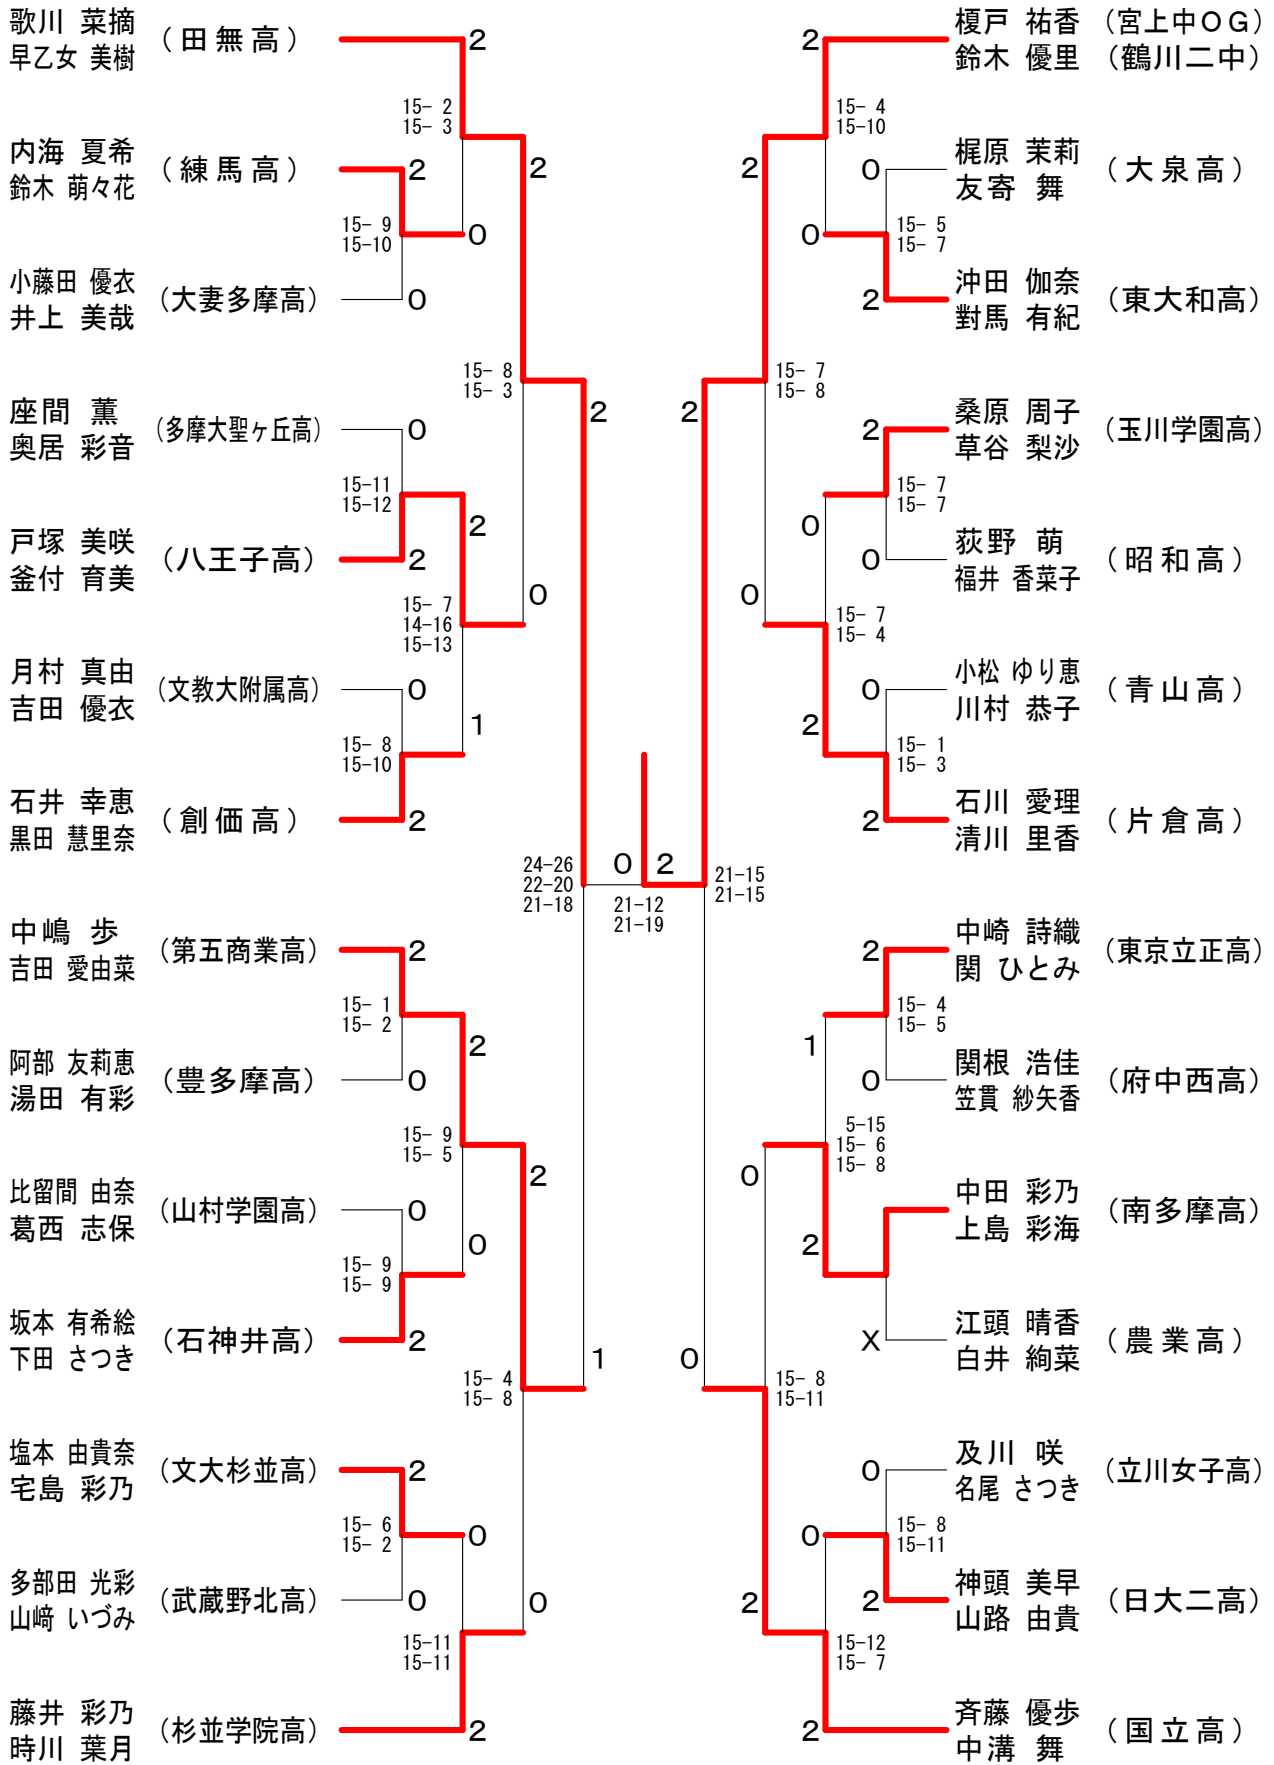 歌川 菜摘
早乙女 美樹
(田無高)
2
15- 2
15- 3
内海 夏希
鈴木 萌々花
(練馬高)
2
2
15- 9
15-10
0
小藤田 優衣
井上 美哉
(大妻多摩高)
0
15- 8
15- 3
座間 薫
奥居 彩音
(多摩大聖ヶ丘高)
0
2
15-11
15-12
2
戸塚 美咲
釜付 育美
(八王子高)
2
15- 7
14-16
15-13
0
月村 真由
吉田 優衣
(文教大附属高)
0
1
15- 8
15-10
石井 幸恵
黒田 慧里奈
(創価高)
2
24-26
22-20
21-18
0
2
21-12
21-19
中嶋 歩
吉田 愛由菜
(第五商業高)
2
15- 1
15- 2
2
阿部 友莉恵
湯田 有彩
(豊多摩高)
0
15- 9
15- 5
2
比留間 由奈
葛西 志保
(山村学園高)
0
0
15- 9
15- 9
坂本 有希絵
下田 さつき
(石神井高)
2
1
15- 4
15- 8
塩本 由貴奈
宅島 彩乃
(文大杉並高)
2
15- 6
15- 2
0
多部田 光彩
山﨑 いづみ
(武蔵野北高)
0
0
15-11
15-11
藤井 彩乃
時川 葉月
(杉並学院高)
2
2
榎戸 祐香 (宮上中OG)
鈴木 優里 (鶴川二中)
15- 4
15-10
2
0
梶原 茉莉
友寄 舞
(大泉高)
15- 5
15- 7
0
2
沖田 伽奈
對馬 有紀
(東大和高)
15- 7
15- 8
2
2
桑原 周子
草谷 梨沙
(玉川学園高)
15- 7
15- 7
0
0
荻野 萌
福井 香菜子
(昭和高)
0
15- 7
15- 4
0
小松 ゆり恵
川村 恭子
(青山高)
2
15- 1
15- 3
2
石川 愛理
清川 里香
(片倉高)
21-15
21-15
2
中崎 詩織
関 ひとみ
(東京立正高)
15- 4
15- 5
1
0
関根 浩佳
笠貫 紗矢香
(府中西高)
5-15
15- 6
15- 8
0
中田 彩乃
上島 彩海
(南多摩高)
2
X
江頭 晴香
白井 絢菜
(農業高)
0
15- 8
15-11
0
及川 咲
名尾 さつき
(立川女子高)
15- 8
15-11
0
2
神頭 美早
山路 由貴
(日大二高)
2
15-12
15- 7
2
斉藤 優歩
中溝 舞
(国立高)